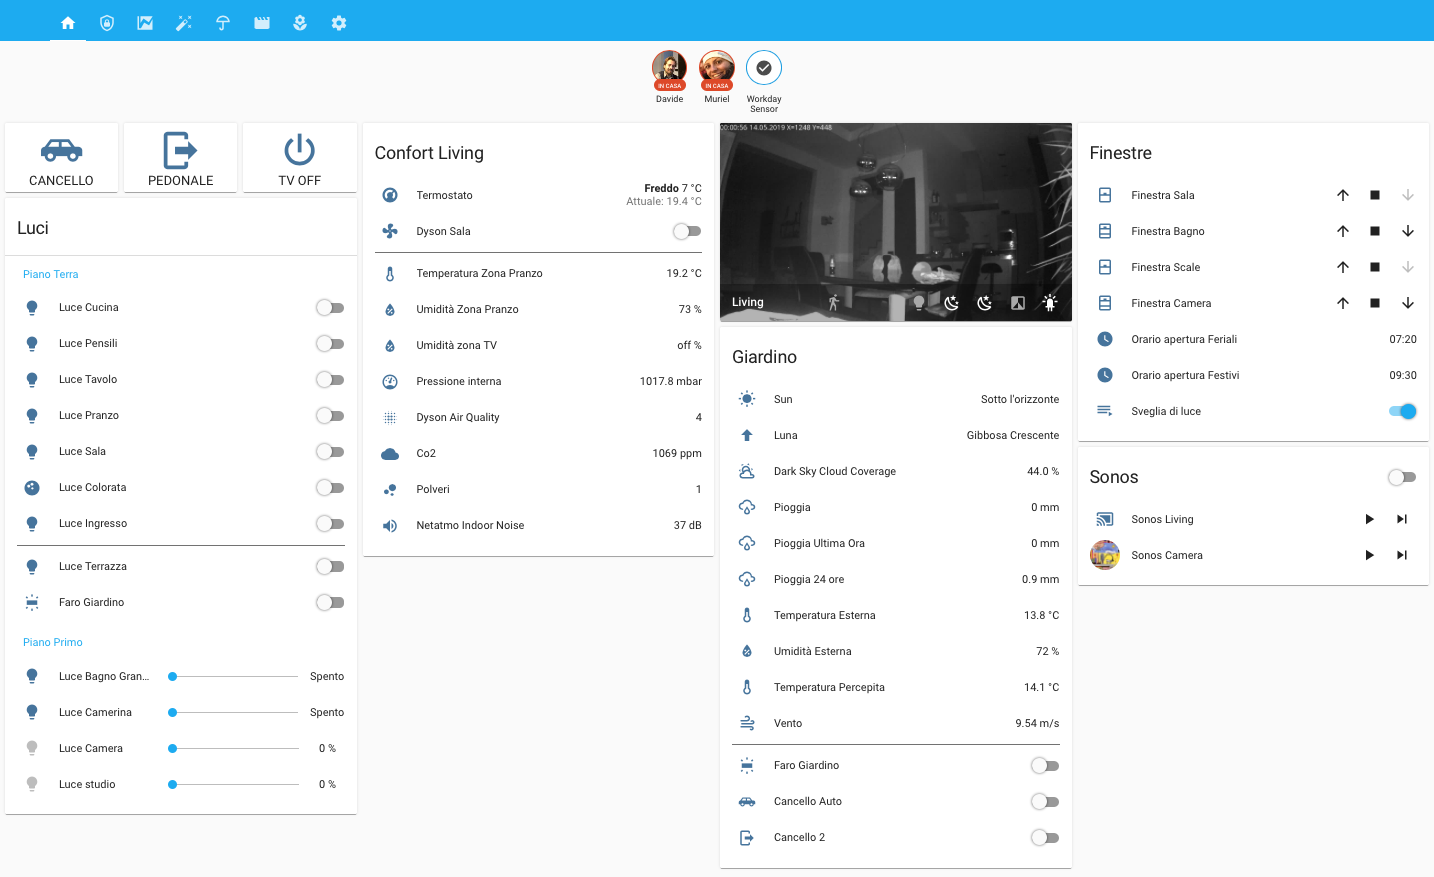 IN CASA
IN CASA
Davide
Muriel
Workday
Sensor
CANCELLO
PEDONALE
TV OFF
Luci
Piano Terra
Luce Cucina
Luce Pensili
Luce Tavolo
Luce Pranzo
Luce Sala
Luce Colorata
Luce Ingresso
Luce Terrazza
Faro Giardino
Piano Primo
Luce Bagno Gran... Spento
Luce Camerina Spento
Luce Camera 0 %
Luce studio 0 %
Confort Living
Termostato Freddo 7 °C
Attuale: 19.4 °C
Dyson Sala
Temperatura Zona Pranzo 19.2 °C
Umidità Zona Pranzo 73 %
Umidità zona TV off %
Pressione interna 1017.8 mbar
Dyson Air Quality 4
Co2 1069 ppm
Polveri 1
Netatmo Indoor Noise 37 dB
00:00:56 14.05.2019 X=1248 Y=448
Living
Giardino
Sun Sotto l'orizzonte
Luna Gibbosa Crescente
Dark Sky Cloud Coverage 44.0 %
Pioggia 0 mm
Pioggia Ultima Ora 0 mm
Pioggia 24 ore 0.9 mm
Temperatura Esterna 13.8 °C
Umidità Esterna 72 %
Temperatura Percepita 14.1 °C
Vento 9.54 m/s
Faro Giardino
Cancello Auto
Cancello 2
Finestre
Finestra Sala
Finestra Bagno
Finestra Scale
Finestra Camera
Orario apertura Feriali 07:20
Orario apertura Festivi 09:30
Sveglia di luce
Sonos
Sonos Living
Sonos Camera